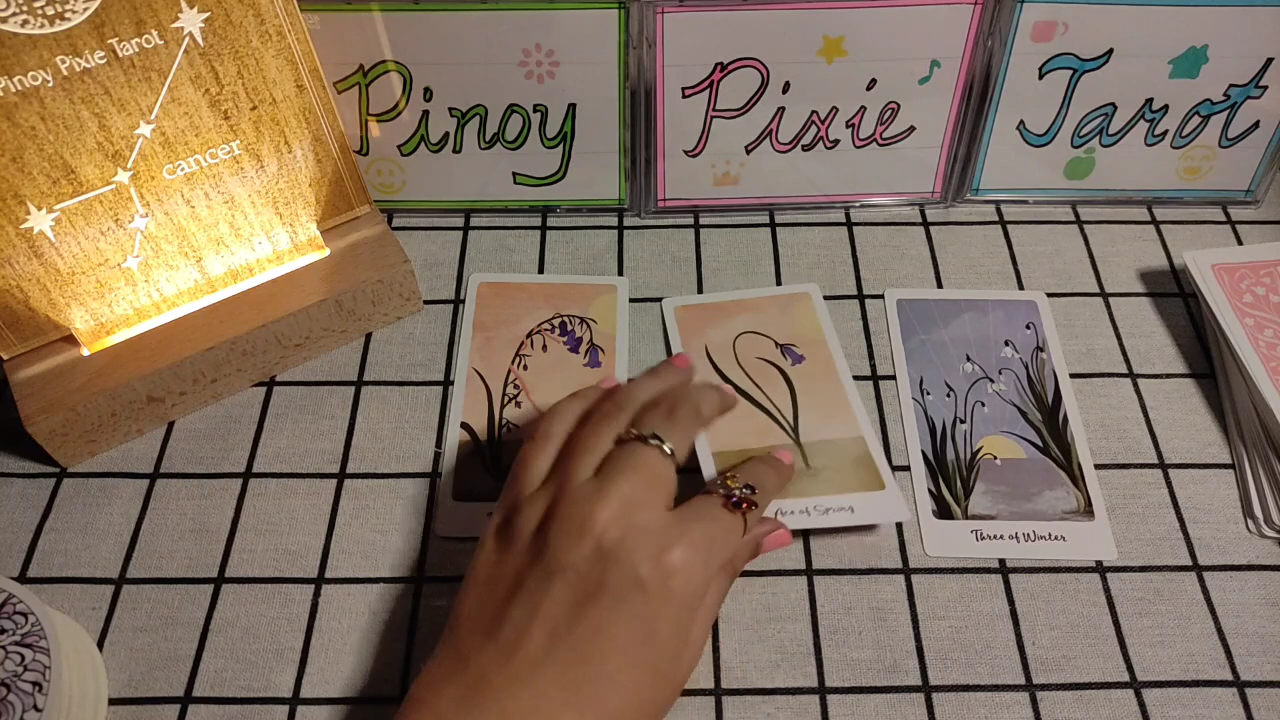 Pinoy Pixie Tarot
cancer
Pinoy
Pixie
Tarot
Ace of Spring
Three of Winter